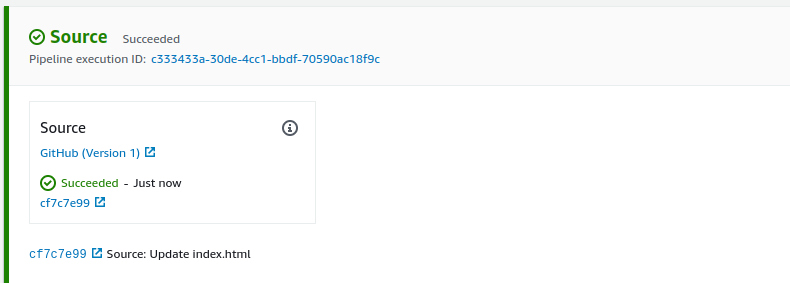 Source Succeeded
Pipeline execution ID: c333433a-30de-4cc1-bbdf-70590ac18f9c
Source
GitHub (Version 1)
Succeeded - Just now
cf7c7e99
cf7c7e99 Source: Update index.html